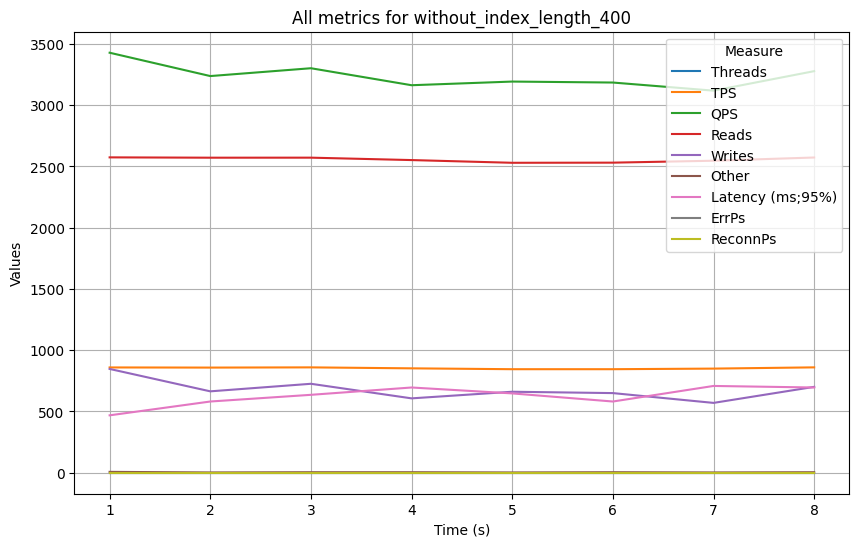 All metrics for without_index_length_400
3500
3000
2500
2000
1500
1000
500
0
Values
Measure
Threads
TPS
QPS
Reads
Writes
Other
Latency (ms;95%)
ErrPs
ReconnPs
1 2 3 4 5 6 7 8
Time (s)